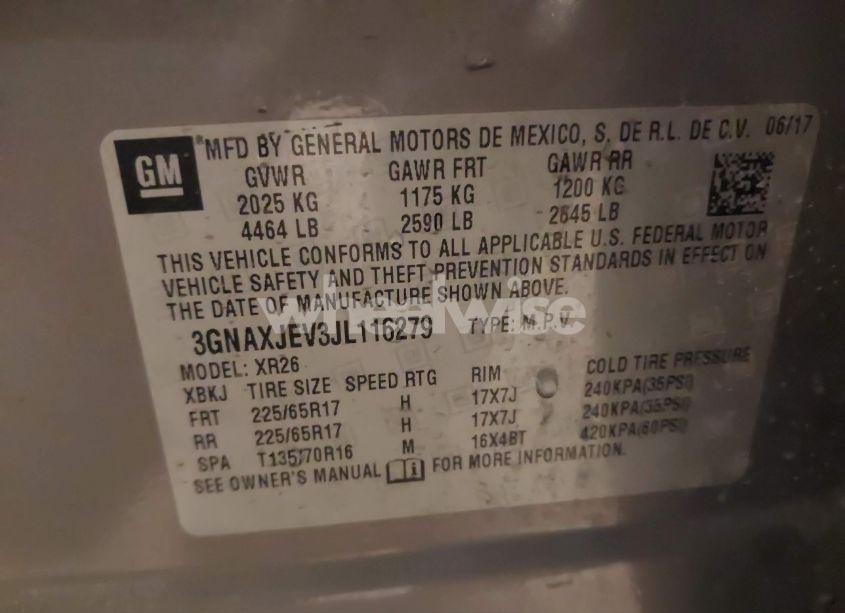 GM
MFD BY GENERAL MOTORS DE MEXICO, S. DE R.L. DE C.V. 06/17
GVWR GAWR FRT GAWR RR
2025 KG 1175 KG 1200 KG
4464 LB 2590 LB 2645 LB
THIS VEHICLE CONFORMS TO ALL APPLICABLE U.S. FEDERAL MOTOR
VEHICLE SAFETY AND THEFT PREVENTION STANDARDS IN EFFECT ON
THE DATE OF MANUFACTURE SHOWN ABOVE.
wheelwise
3GNAXJEV3JL116279 TYPE: M.P.V.
MODEL: XR26
XBKJ TIRE SIZE SPEED RTG RIM COLD TIRE PRESSURE
FRT 225/65R17 H 17X7J 240KPA(35PSI)
RR 225/65R17 H 17X7J 240KPA(35PSI)
SPA T135/70R16 M 16X4BT 420KPA(60PSI)
SEE OWNER'S MANUAL FOR MORE INFORMATION.